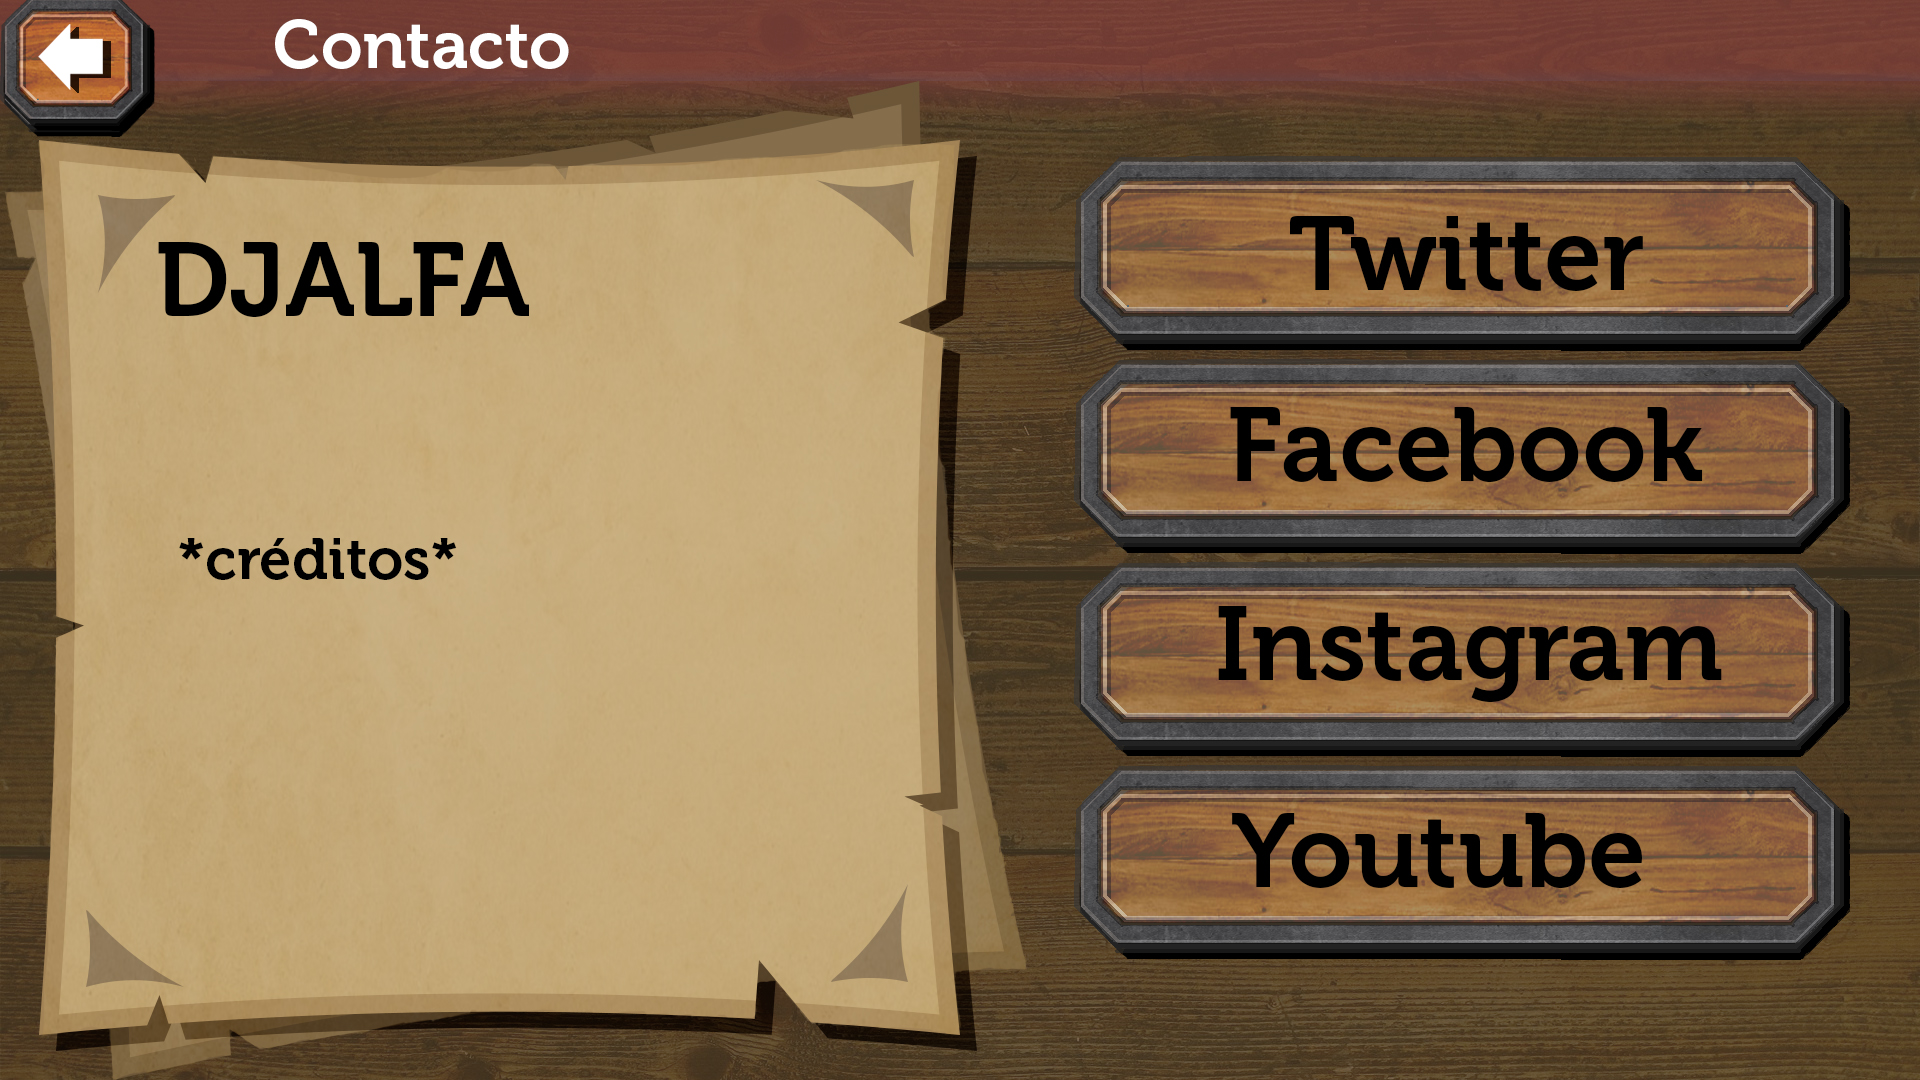 Contacto
DJALFA
*créditos*
Twitter
Facebook
Instagram
Youtube